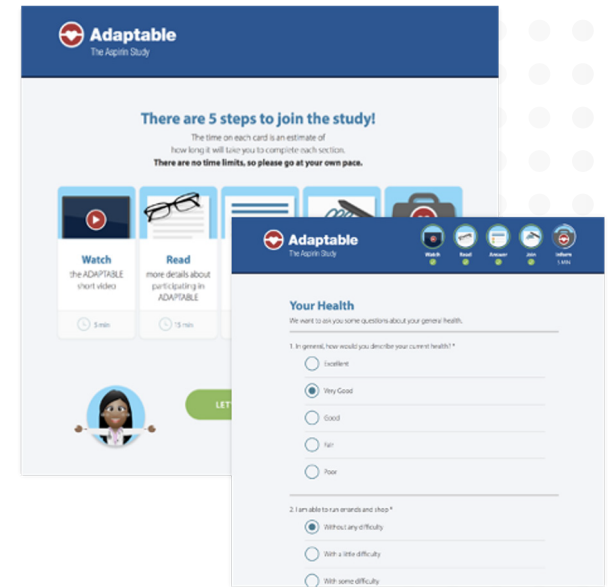 Adaptable
The Aspirin Study
There are 5 steps to join the study!
The time on each card is an estimate of
how long it will take you to complete each section.
There are no time limits, so please go at your own pace.
Watch
the ADAPTABLE
short video
5 min
Read
more details about
participating in
ADAPTABLE
15 min
LET
Adaptable
The Aspirin Study
Watch
Read
Answer
Join
Inform
5 MIN
Your Health
We want to ask you some questions about your general health.
1. In general, how would you describe your current health? *
Excellent
Very Good
Good
Fair
Poor
2. I am able to run errands and shop *
Without any difficulty
With a little difficulty
With some difficulty